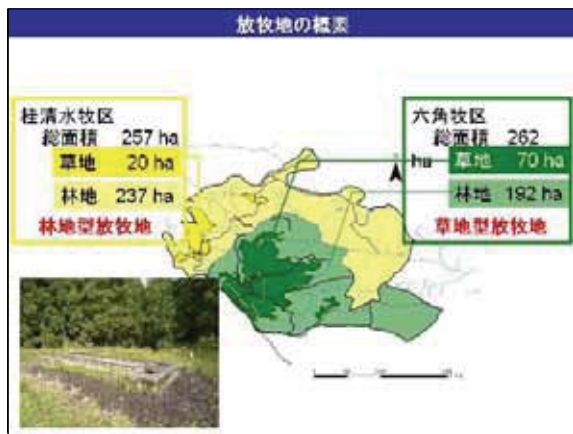 放牧地の概要
桂清水牧区
総面積 257 ha
草地 20 ha
林地 237 ha
林地型放牧地
六角牧区
総面積 262
ha 草地 70 ha
林地 192 ha
草地型放牧地